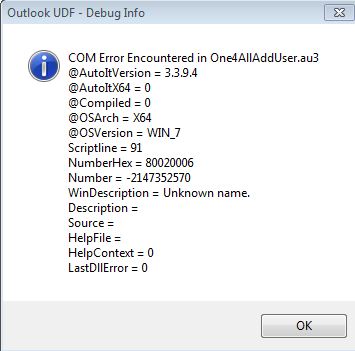 Outlook UDF - Debug Info
COM Error Encountered in One4AllAddUser.au3
@AutoItVersion = 3.3.9.4
@AutoItX64 = 0
@Compiled = 0
@OSArch = X64
@OSVersion = WIN_7
Scriptline = 91
NumberHex = 80020006
Number = -2147352570
WinDescription = Unknown name.
Description =
Source =
HelpFile =
HelpContext = 0
LastDllError = 0
OK